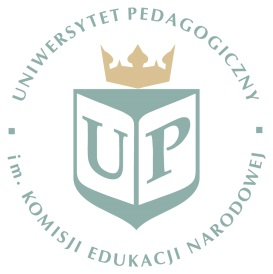 UNIWERSYTET PEDAGOGICZNY
UP
im. KOMISJI EDUKACJI NARODOWEJ